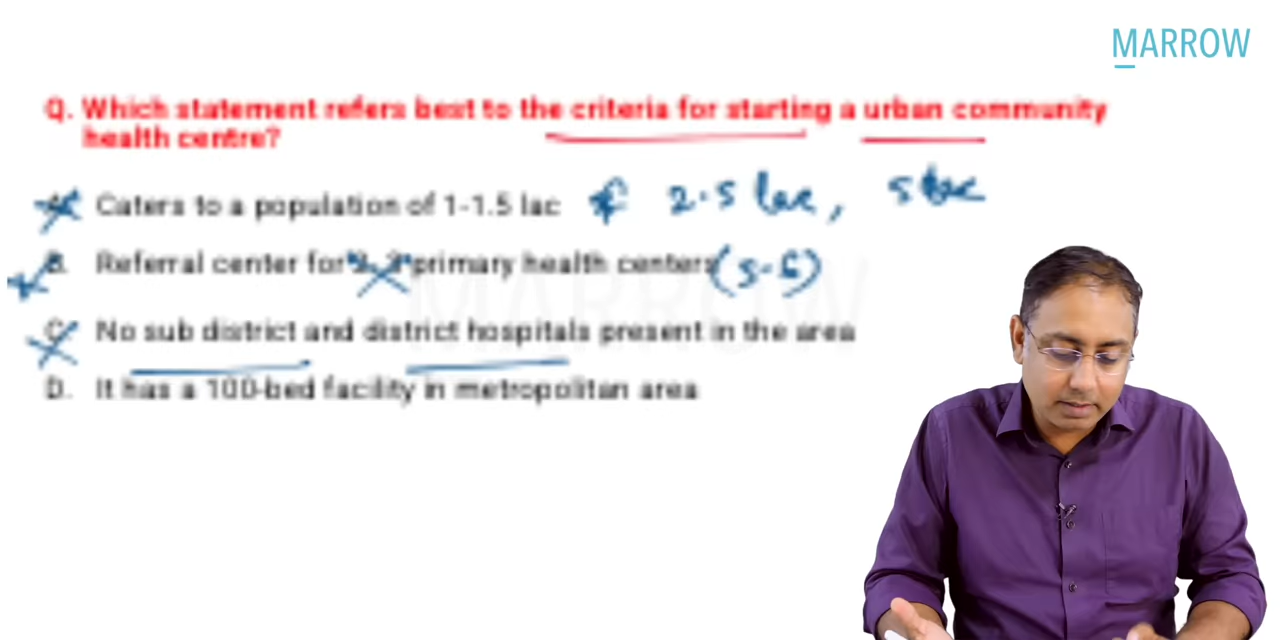 MARROW
Q. Which statement refers best to the criteria for starting a urban community
health centre?
A. Caters to a population of 1-1.5 lac 2.5 lac, 5 lac
B. Referral center for primary health centers (5-6)
C. No sub district and district hospitals present in the area
D. It has a 100-bed facility in metropolitan area
MARROW